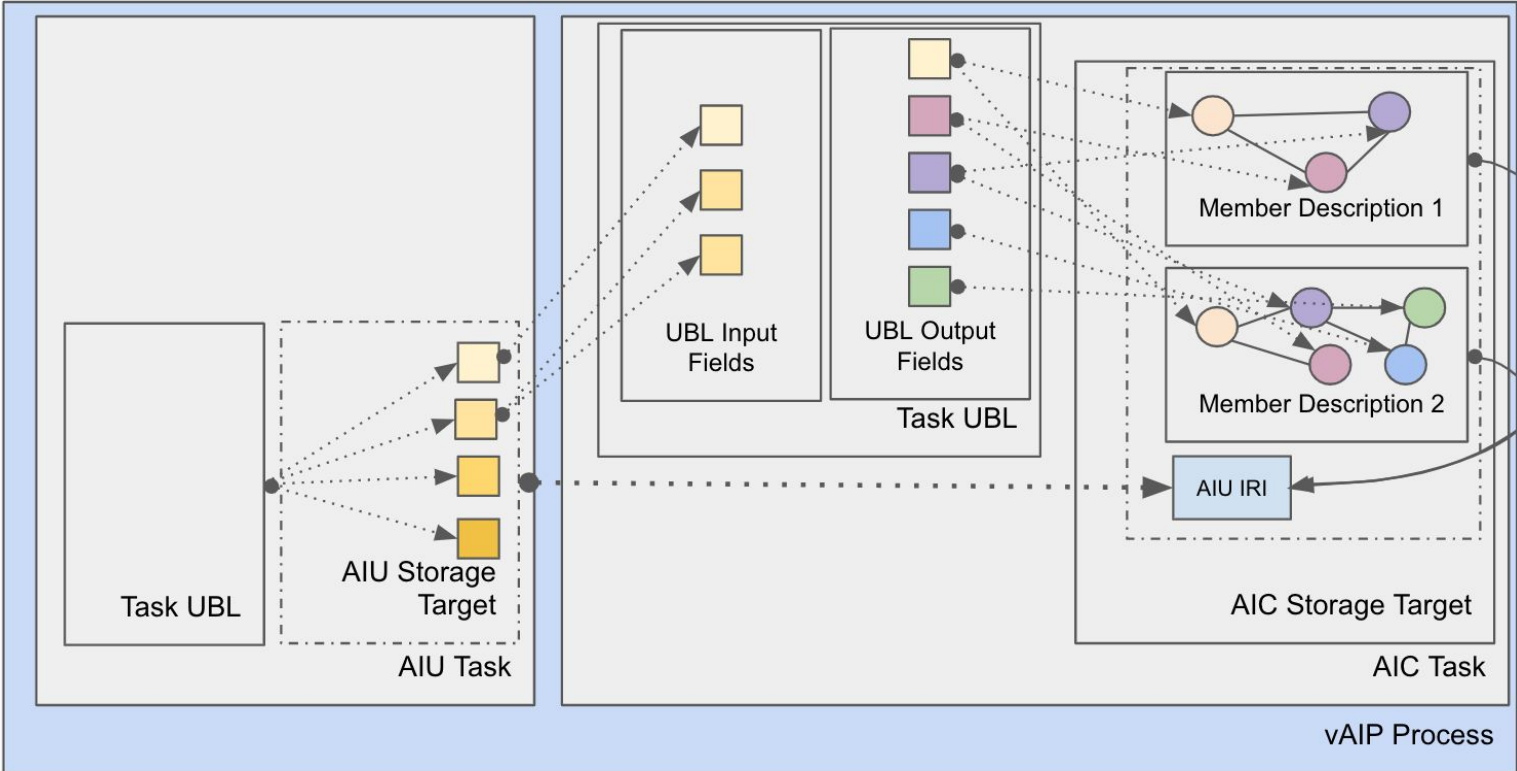 Task UBL
AIU Storage
Target
AIU Task
UBL Input
Fields
UBL Output
Fields
Task UBL
Member Description 1
Member Description 2
AIU IRI
AIC Storage Target
AIC Task
vAIP Process